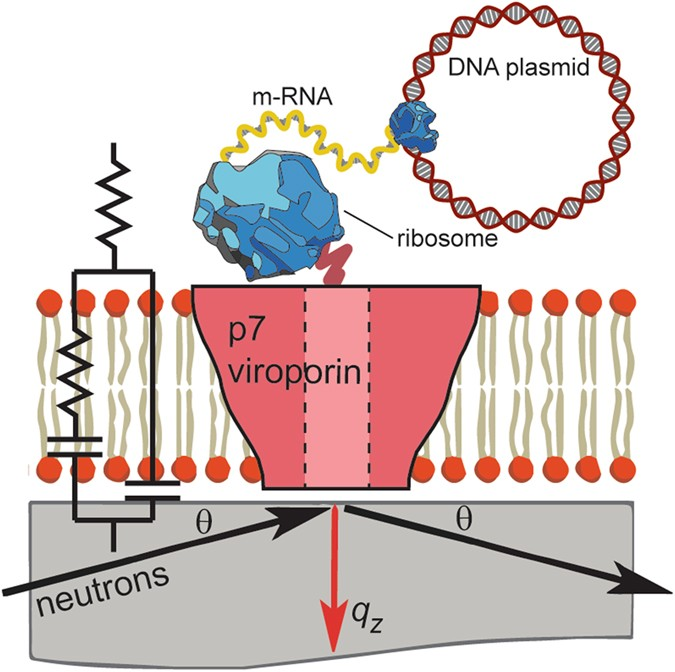 DNA plasmid
m-RNA
ribosome
p7
viroporin
θ
θ
neutrons
qz